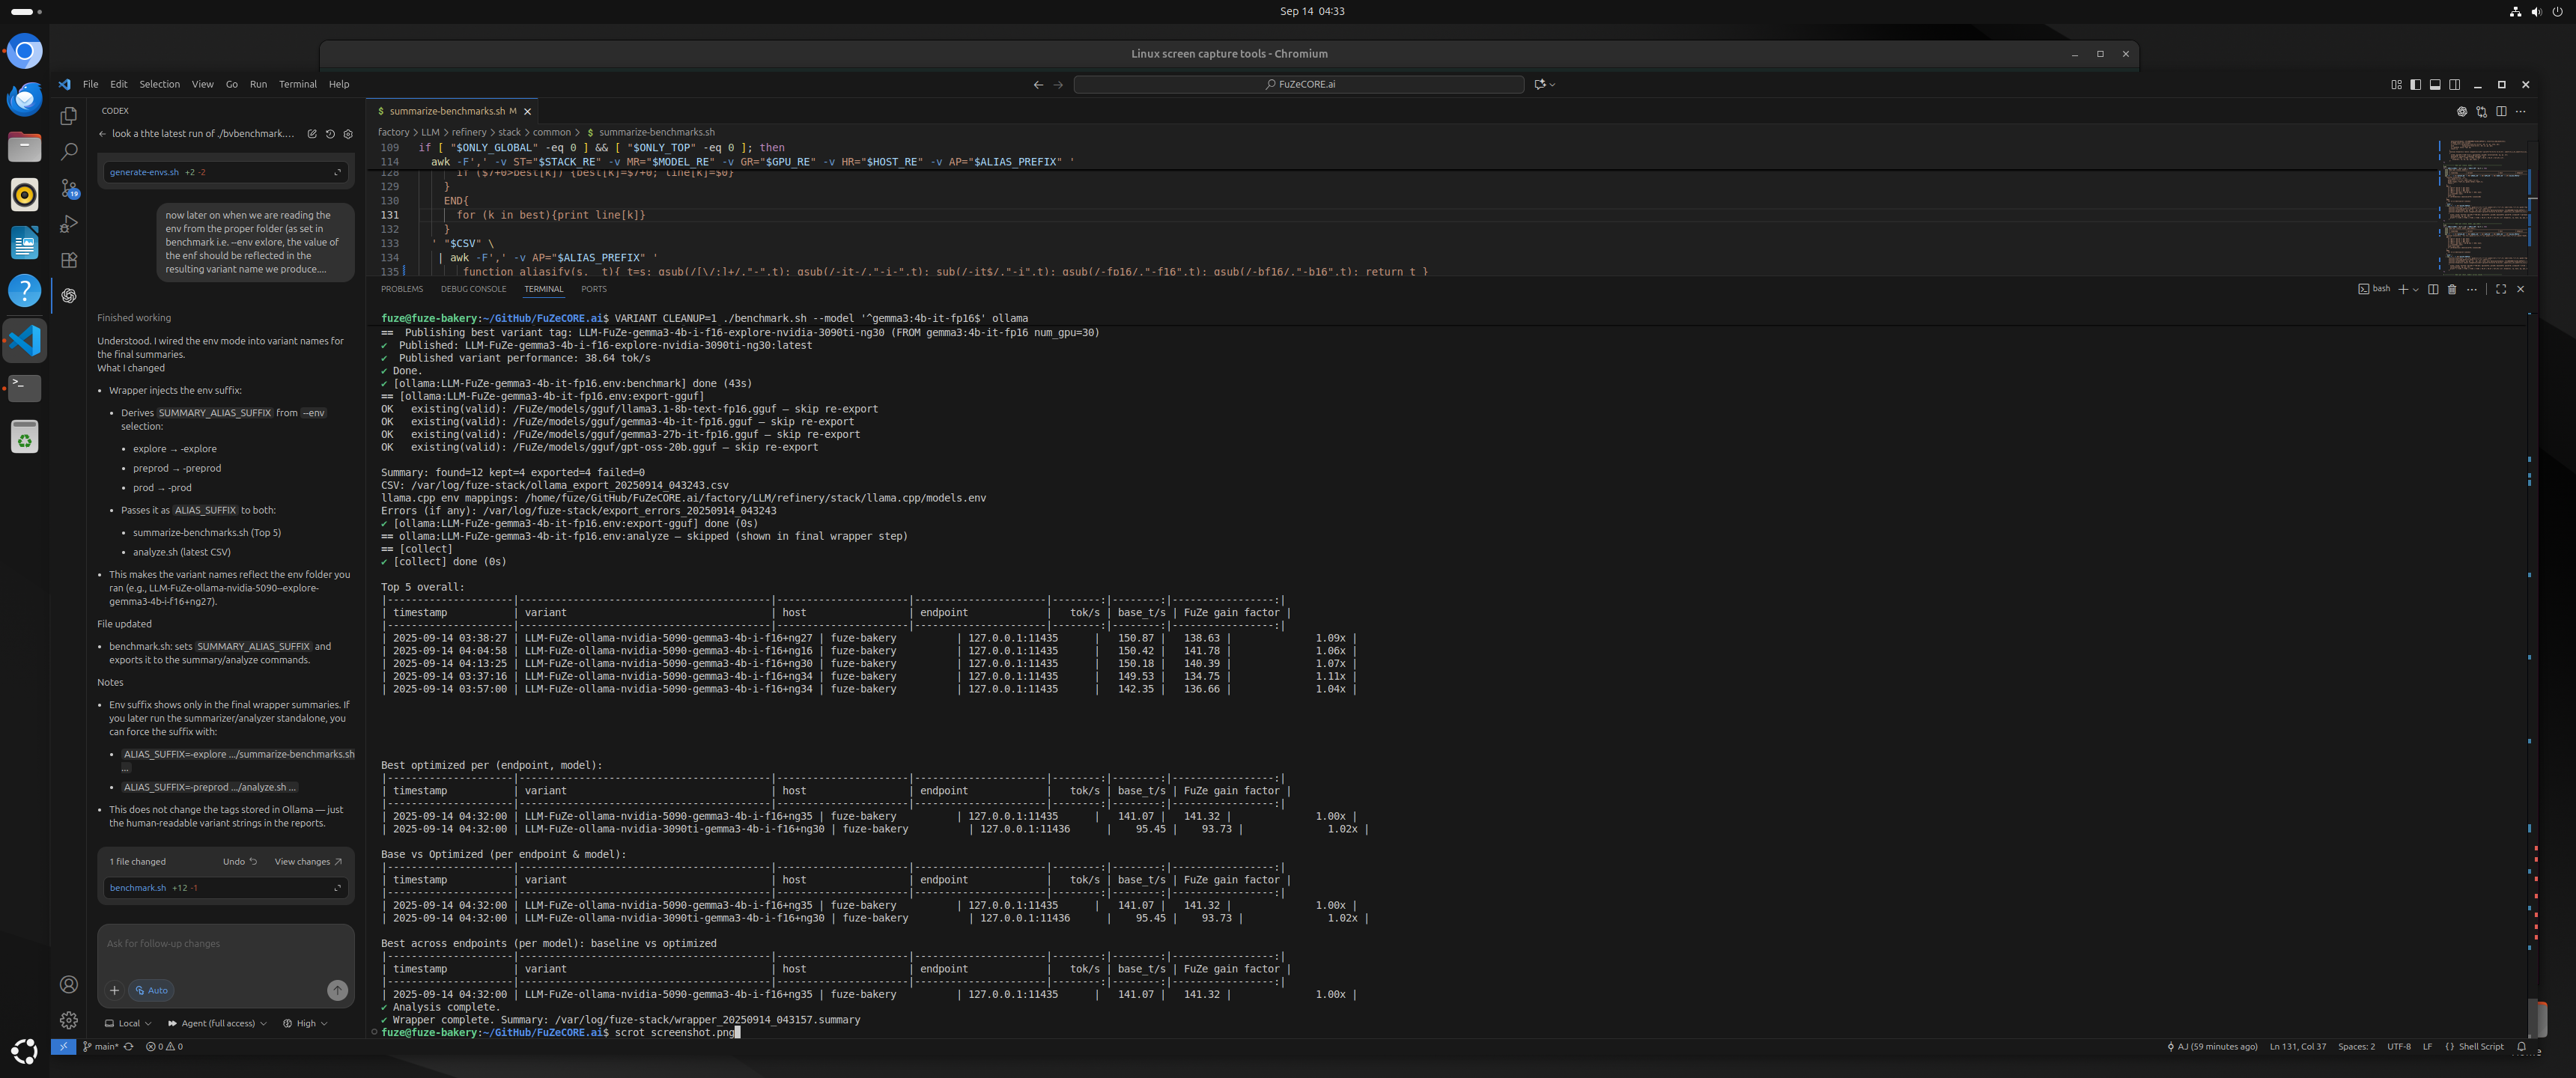 Sep 14 04:33
Linux screen capture tools - Chromium
File Edit Selection View Go Run Terminal Help
FuZeCORE.ai
CODEX
look a thte latest run of ./bvbenchmark....
generate-envs.sh +2 -2
now later on when we are reading the
env from the proper folder (as set in
benchmark i.e. --env exlore, the value of
the enf should be reflected in the
resulting variant name we produce....
Finished working
Understood. I wired the env mode into variant names for
the final summaries.
What I changed
• Wrapper injects the env suffix:
• Derives SUMMARY_ALIAS_SUFFIX from --env
selection:
• explore → -explore
• preprod → -preprod
• prod → -prod
• Passes it as ALIAS_SUFFIX to both:
• summarize-benchmarks.sh (Top 5)
• analyze.sh (latest CSV)
• This makes the variant names reflect the env folder you
ran (e.g., LLM-FuZe-ollama-nvidia-5090--explore-
gemma3-4b-i-f16+ng27).
File updated
• benchmark.sh: sets SUMMARY_ALIAS_SUFFIX and
exports it to the summary/analyze commands.
Notes
• Env suffix shows only in the final wrapper summaries. If
you later run the summarizer/analyzer standalone, you
can force the suffix with:
• ALIAS_SUFFIX=-explore .../summarize-benchmarks.sh
...
• ALIAS_SUFFIX=-preprod .../analyze.sh ...
• This does not change the tags stored in Ollama — just
the human-readable variant strings in the reports.
1 file changed Undo View changes
benchmark.sh +12 -1
Ask for follow-up changes
Auto
Local Agent (full access) High
19
$ summarize-benchmarks.sh M
factory > LLM > refinery > stack > common > $ summarize-benchmarks.sh
109 if [ "$ONLY_GLOBAL" -eq 0 ] && [ "$ONLY_TOP" -eq 0 ]; then
114 awk -F',' -v ST="$STACK_RE" -v MR="$MODEL_RE" -v GR="$GPU_RE" -v HR="$HOST_RE" -v AP="$ALIAS_PREFIX" '
128 if ($7+0>best[k]) {best[k]=$7+0; line[k]=$0}
129 }
130 END{
131 for (k in best){print line[k]}
132 }
133 ' "$CSV" \
134 | awk -F',' -v AP="$ALIAS_PREFIX" '
135 function aliasify(s, t){ t=s; gsub(/[\/:]+/,"-",t); gsub(/-it-/,"-i-",t); sub(/-it$/,"-i",t); gsub(/-fp16/,"-f16",t); gsub(/-bf16/,"-b16",t); return t }
PROBLEMS DEBUG CONSOLE TERMINAL PORTS
bash
fuze@fuze-bakery:~/GitHub/FuZeCORE.ai$ VARIANT CLEANUP=1 ./benchmark.sh --model '^gemma3:4b-it-fp16$' ollama
== Publishing best variant tag: LLM-FuZe-gemma3-4b-i-f16-explore-nvidia-3090ti-ng30 (FROM gemma3:4b-it-fp16 num_gpu=30)
✔ Published: LLM-FuZe-gemma3-4b-i-f16-explore-nvidia-3090ti-ng30:latest
✔ Published variant performance: 38.64 tok/s
✔ Done.
✔ [ollama:LLM-FuZe-gemma3-4b-it-fp16.env:benchmark] done (43s)
== [ollama:LLM-FuZe-gemma3-4b-it-fp16.env:export-gguf]
OK existing(valid): /FuZe/models/gguf/llama3.1-8b-text-fp16.gguf — skip re-export
OK existing(valid): /FuZe/models/gguf/gemma3-4b-it-fp16.gguf — skip re-export
OK existing(valid): /FuZe/models/gguf/gemma3-27b-it-fp16.gguf — skip re-export
OK existing(valid): /FuZe/models/gguf/gpt-oss-20b.gguf — skip re-export
Summary: found=12 kept=4 exported=4 failed=0
CSV: /var/log/fuze-stack/ollama_export_20250914_043243.csv
llama.cpp env mappings: /home/fuze/GitHub/FuZeCORE.ai/factory/LLM/refinery/stack/llama.cpp/models.env
Errors (if any): /var/log/fuze-stack/export_errors_20250914_043243
✔ [ollama:LLM-FuZe-gemma3-4b-it-fp16.env:export-gguf] done (0s)
== ollama:LLM-FuZe-gemma3-4b-it-fp16.env:analyze — skipped (shown in final wrapper step)
== [collect]
✔ [collect] done (0s)
Top 5 overall:
| timestamp | variant | host | endpoint | tok/s | base_t/s | FuZe gain factor |
| 2025-09-14 03:38:27 | LLM-FuZe-ollama-nvidia-5090-gemma3-4b-i-f16+ng27 | fuze-bakery | 127.0.0.1:11435 | 150.87 | 138.63 | 1.09x |
| 2025-09-14 04:04:58 | LLM-FuZe-ollama-nvidia-5090-gemma3-4b-i-f16+ng16 | fuze-bakery | 127.0.0.1:11435 | 150.42 | 141.78 | 1.06x |
| 2025-09-14 04:13:25 | LLM-FuZe-ollama-nvidia-5090-gemma3-4b-i-f16+ng30 | fuze-bakery | 127.0.0.1:11435 | 150.18 | 140.39 | 1.07x |
| 2025-09-14 03:37:16 | LLM-FuZe-ollama-nvidia-5090-gemma3-4b-i-f16+ng34 | fuze-bakery | 127.0.0.1:11435 | 149.53 | 134.75 | 1.11x |
| 2025-09-14 03:57:00 | LLM-FuZe-ollama-nvidia-5090-gemma3-4b-i-f16+ng34 | fuze-bakery | 127.0.0.1:11435 | 142.35 | 136.66 | 1.04x |
Best optimized per (endpoint, model):
| timestamp | variant | host | endpoint | tok/s | base_t/s | FuZe gain factor |
| 2025-09-14 04:32:00 | LLM-FuZe-ollama-nvidia-5090-gemma3-4b-i-f16+ng35 | fuze-bakery | 127.0.0.1:11435 | 141.07 | 141.32 | 1.00x |
| 2025-09-14 04:32:00 | LLM-FuZe-ollama-nvidia-3090ti-gemma3-4b-i-f16+ng30 | fuze-bakery | 127.0.0.1:11436 | 95.45 | 93.73 | 1.02x |
Base vs Optimized (per endpoint & model):
| timestamp | variant | host | endpoint | tok/s | base_t/s | FuZe gain factor |
| 2025-09-14 04:32:00 | LLM-FuZe-ollama-nvidia-5090-gemma3-4b-i-f16+ng35 | fuze-bakery | 127.0.0.1:11435 | 141.07 | 141.32 | 1.00x |
| 2025-09-14 04:32:00 | LLM-FuZe-ollama-nvidia-3090ti-gemma3-4b-i-f16+ng30 | fuze-bakery | 127.0.0.1:11436 | 95.45 | 93.73 | 1.02x |
Best across endpoints (per model): baseline vs optimized
| timestamp | variant | host | endpoint | tok/s | base_t/s | FuZe gain factor |
| 2025-09-14 04:32:00 | LLM-FuZe-ollama-nvidia-5090-gemma3-4b-i-f16+ng35 | fuze-bakery | 127.0.0.1:11435 | 141.07 | 141.32 | 1.00x |
✔ Analysis complete.
✔ Wrapper complete. Summary: /var/log/fuze-stack/wrapper_20250914_043157.summary
fuze@fuze-bakery:~/GitHub/FuZeCORE.ai$ scrot screenshot.png
main* 0 0
AJ (59 minutes ago) Ln 131, Col 37 Spaces: 2 UTF-8 LF {} Shell Script